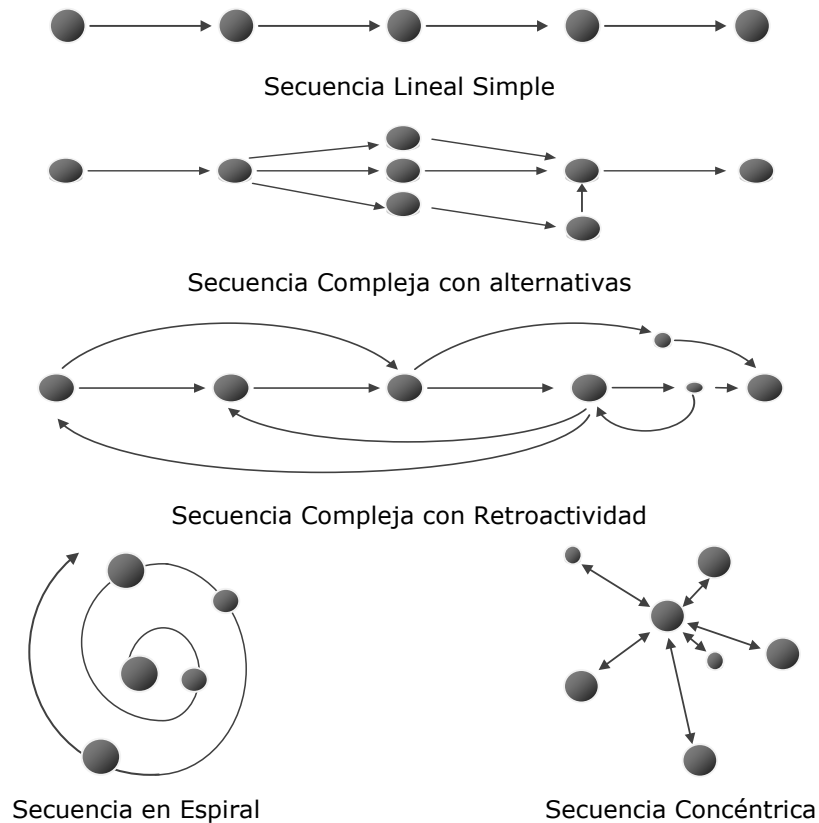 Secuencia Lineal Simple
Secuencia Compleja con alternativas
Secuencia Compleja con Retroactividad
Secuencia en Espiral
Secuencia Concéntrica